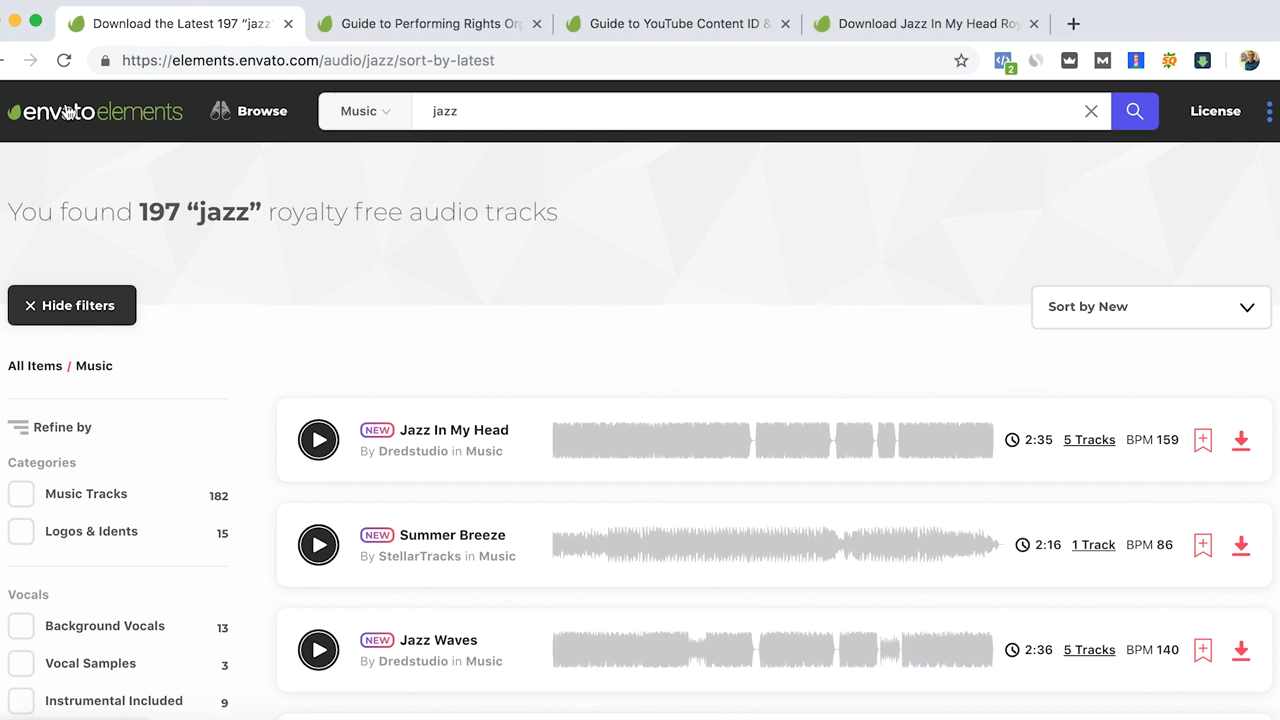 Download the Latest 197 "jazz"
Guide to Performing Rights Org
Guide to YouTube Content ID &
Download Jazz In My Head Roy
https://elements.envato.com/audio/jazz/sort-by-latest
2
envato elements
Browse
Music
jazz
License
You found 197 “jazz” royalty free audio tracks
Hide filters
Sort by New
All Items / Music
Refine by
Categories
Music Tracks 182
Logos & Idents 15
Vocals
Background Vocals 13
Vocal Samples 3
Instrumental Included 9
NEW Jazz In My Head
By Dredstudio in Music
2:35 5 Tracks BPM 159
NEW Summer Breeze
By StellarTracks in Music
2:16 1 Track BPM 86
NEW Jazz Waves
By Dredstudio in Music
2:36 5 Tracks BPM 140